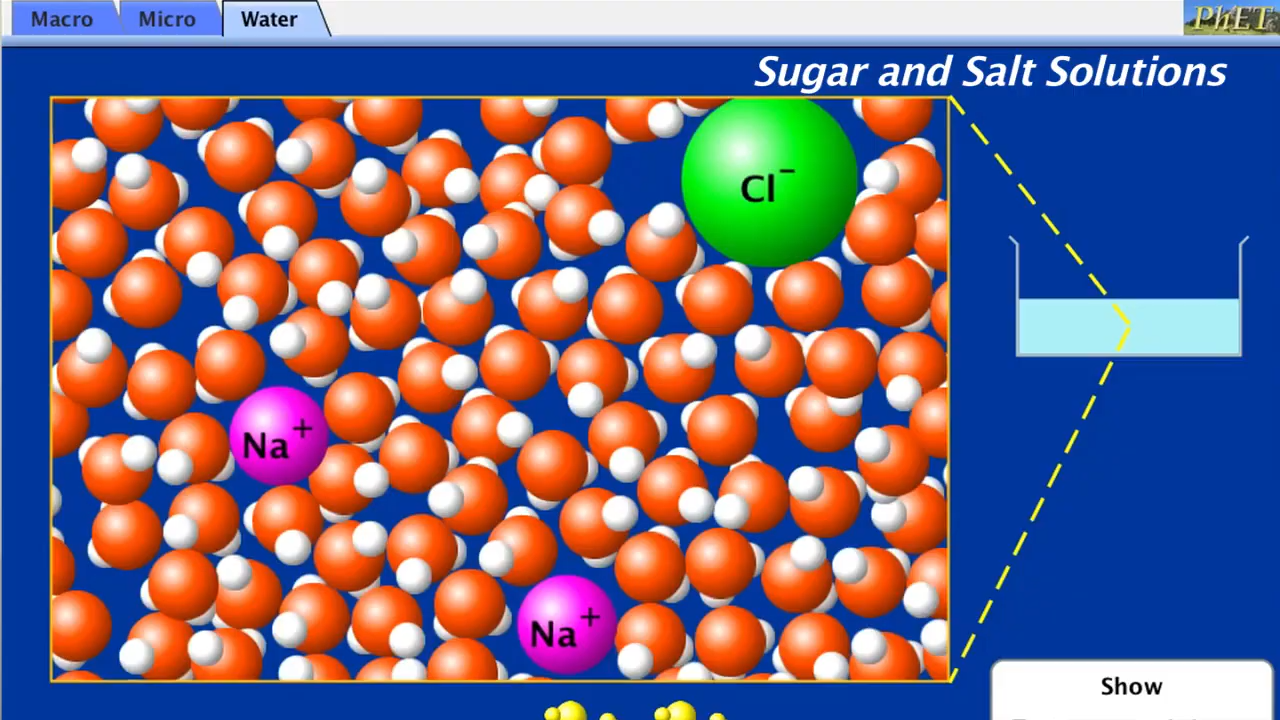 Macro Micro Water
PhET
Sugar and Salt Solutions
Cl⁻
Na⁺
Na⁺
Show